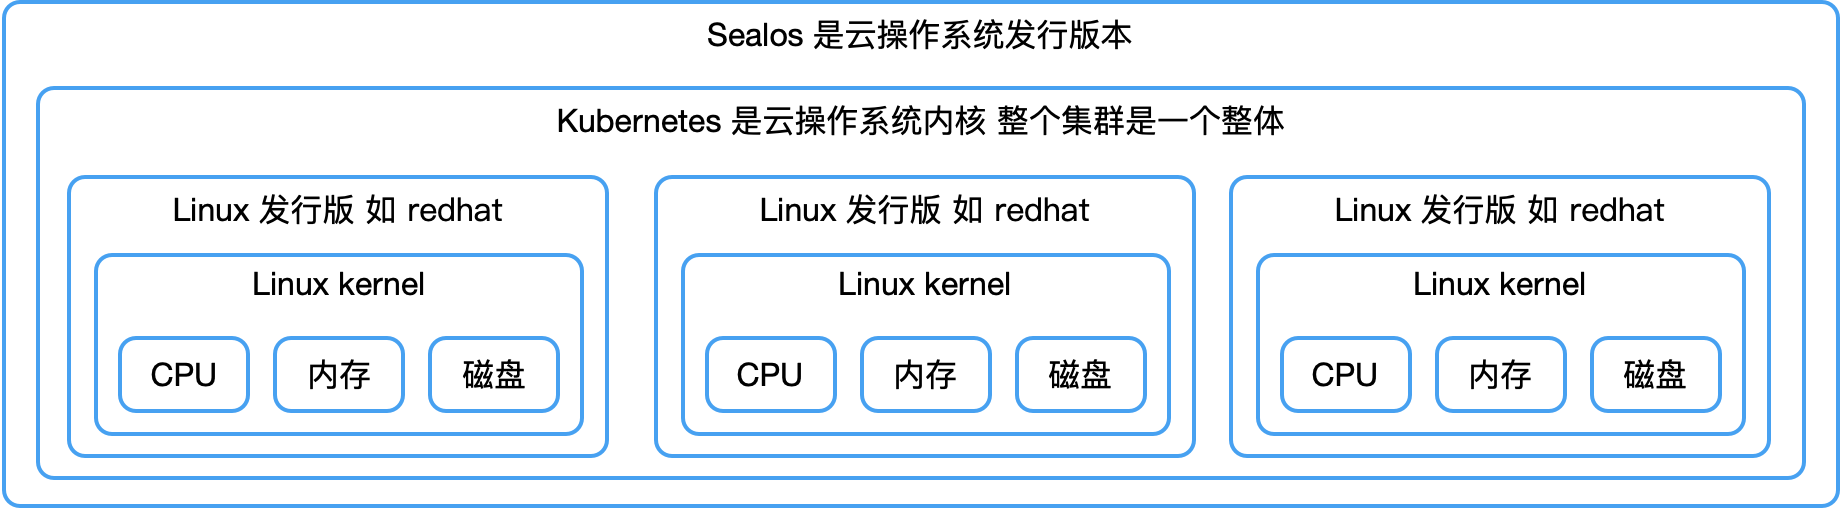 Sealos 是云操作系统发行版本
Kubernetes 是云操作系统内核 整个集群是一个整体
Linux 发行版 如 redhat
Linux 发行版 如 redhat
Linux 发行版 如 redhat
Linux kernel
Linux kernel
Linux kernel
CPU
内存
磁盘
CPU
内存
磁盘
CPU
内存
磁盘